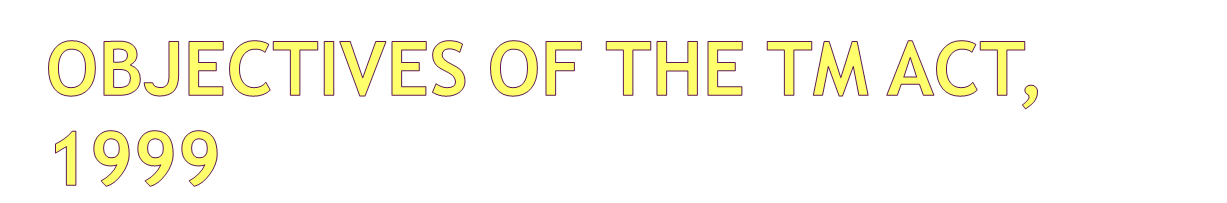 OBJECTIVES OF THE TM ACT,
1999